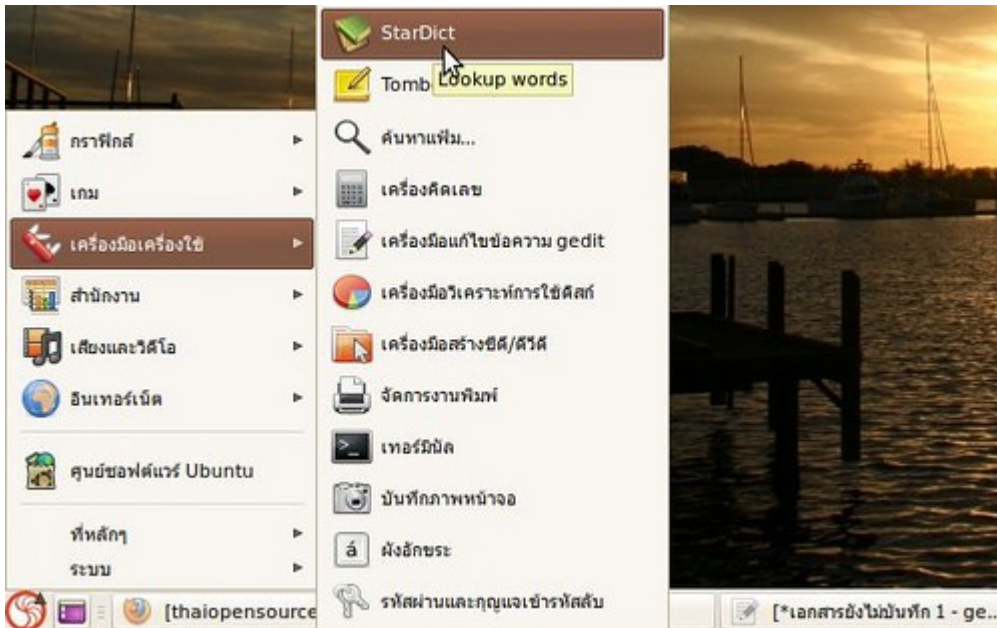 กราฟิกส์
เกม
เครื่องมือเครื่องใช้
สำนักงาน
เสียงและวิดีโอ
อินเทอร์เน็ต
ศูนย์ซอฟต์แวร์ Ubuntu
ที่หลักๆ
ระบบ
StarDict
Lookup words
Tomb
ค้นหาแฟ้ม...
เครื่องคิดเลข
เครื่องมือแก้ไขข้อความ gedit
เครื่องมือวิเคราะห์การใช้ดิสก์
เครื่องมือสร้างซีดี/ดีวีดี
จัดการงานพิมพ์
เทอร์มินัล
บันทึกภาพหน้าจอ
ผังอักขระ
รหัสผ่านและกุญแจเข้ารหัสลับ
[thaiopensource
[*เอกสารยังไม่บันทึก 1 - ge...